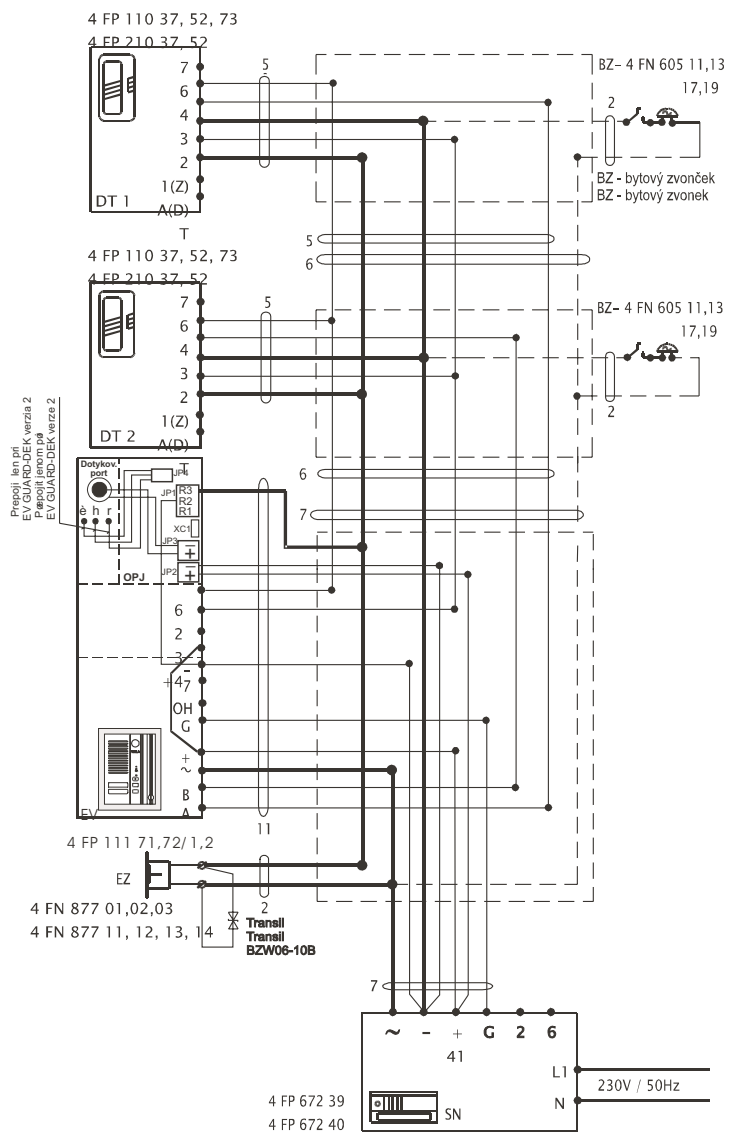 4 FP 110 37, 52, 73
4 FP 210 37, 52
7
6
4
3
2
1(Z)
A(D)
T
DT 1
5
BZ- 4 FN 605 11,13
17,19
2
BZ - bytový zvonček
BZ - bytový zvonek
5
6
4 FP 110 37, 52, 73
4 FP 210 37, 52
7
6
4
3
2
1(Z)
A(D)
T
DT 2
5
BZ- 4 FN 605 11,13
17,19
2
6
7
Prepoji len pri
EV GUARD-DEK verzia 2
Pøepojit jenom pø
EV GUARD-DEK verze 2
Dotykov.
port
JP4
JP1
R3
R2
R1
XC1
è h r
JP3
JP2
OPJ
6
2
3
-
+4
7
OH
G
+
~
B
A
EV
11
4 FP 111 71,72/ 1,2
EZ
2
4 FN 877 01,02,03
4 FN 877 11, 12, 13, 14
Transil
Transil
BZW06-10B
7
~ - + G 2 6
41
L1
N
230V / 50Hz
4 FP 672 39
4 FP 672 40
SN